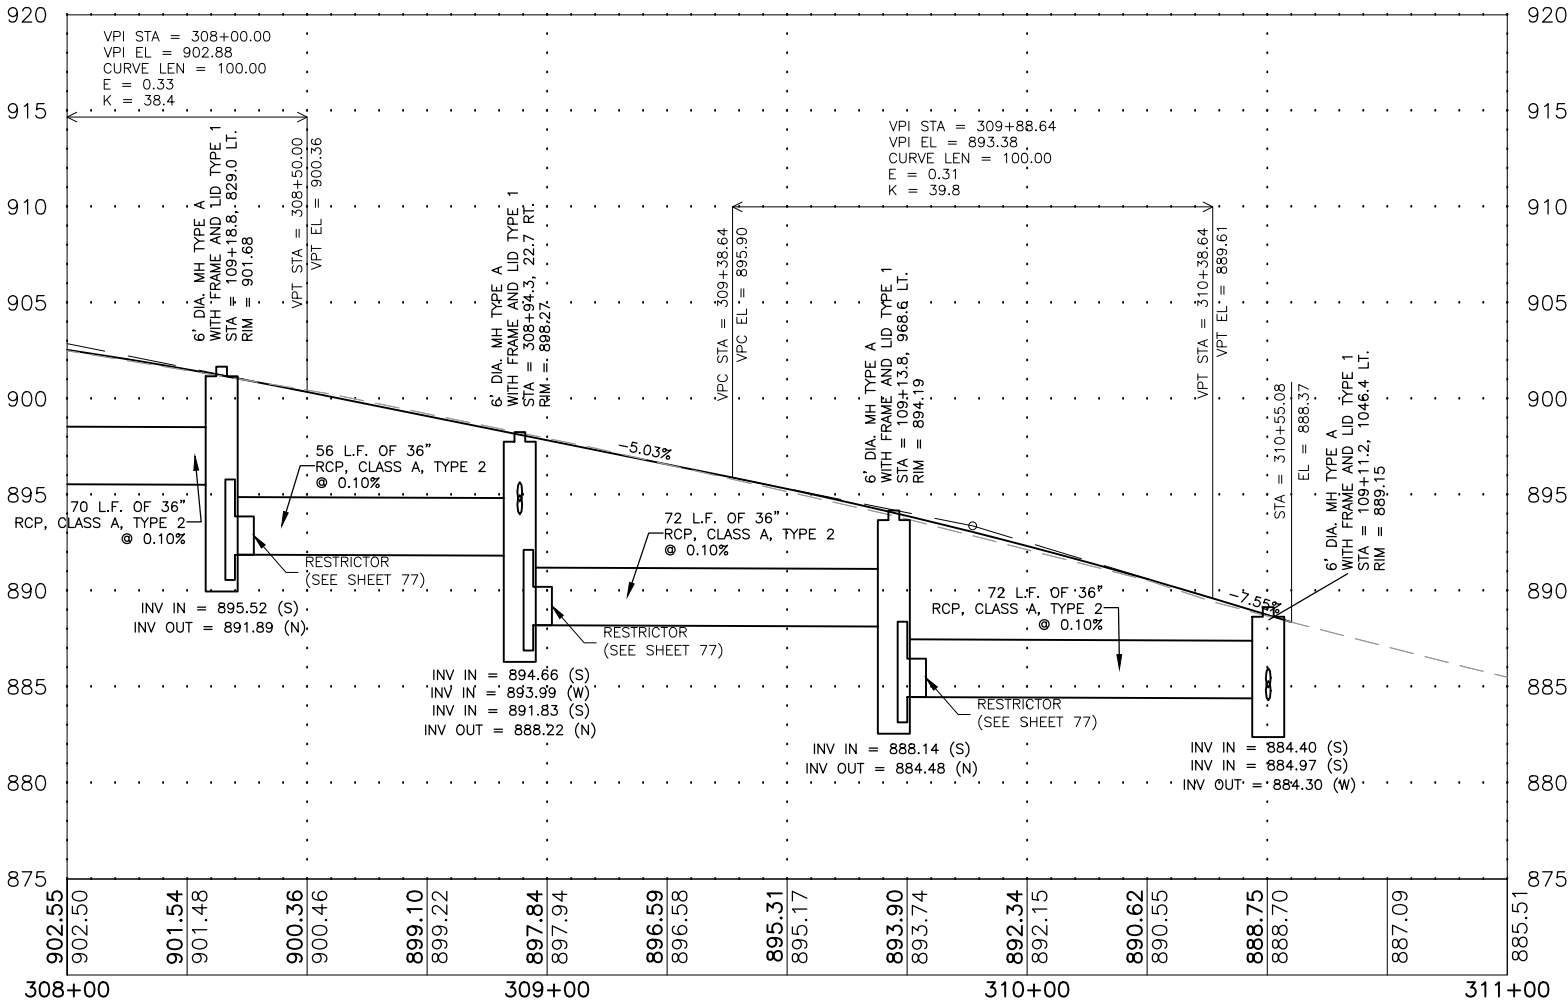 920
915
910
905
900
895
890
885
880
875
920
915
910
905
900
895
890
885
880
875
VPI STA = 308+00.00
VPI EL = 902.88
CURVE LEN = 100.00
E = 0.33
K = 38.4
6' DIA. MH TYPE A
WITH FRAME AND LID TYPE 1
STA = 109+18.8, 829.0 LT.
RIM = 901.68
VPT STA = 308+50.00
VPT EL = 900.36
6' DIA. MH TYPE A
WITH FRAME AND LID TYPE 1
STA = 308+94.3, 22.7 RT.
RIM = 898.27
-5.03%
VPI STA = 309+88.64
VPI EL = 893.38
CURVE LEN = 100.00
E = 0.31
K = 39.8
VPC STA = 309+38.64
VPC EL = 895.90
6' DIA. MH TYPE A
WITH FRAME AND LID TYPE 1
STA = 109+13.8, 968.6 LT.
RIM = 894.19
VPT STA = 310+38.64
VPT EL = 889.61
STA = 310+55.08
EL = 888.37
6' DIA. MH TYPE A
WITH FRAME AND LID TYPE 1
STA = 109+11.2, 1046.4 LT.
RIM = 889.15
-7.55%
70 L.F. OF 36"
RCP, CLASS A, TYPE 2
@ 0.10%
56 L.F. OF 36"
RCP, CLASS A, TYPE 2
@ 0.10%
72 L.F. OF 36"
RCP, CLASS A, TYPE 2
@ 0.10%
72 L.F. OF 36"
RCP, CLASS A, TYPE 2
@ 0.10%
RESTRICTOR
(SEE SHEET 77)
RESTRICTOR
(SEE SHEET 77)
RESTRICTOR
(SEE SHEET 77)
INV IN = 895.52 (S)
INV OUT = 891.89 (N)
INV IN = 894.66 (S)
INV IN = 893.99 (W)
INV IN = 891.83 (S)
INV OUT = 888.22 (N)
INV IN = 888.14 (S)
INV OUT = 884.48 (N)
INV IN = 884.40 (S)
INV IN = 884.97 (S)
INV OUT = 884.30 (W)
902.55
902.50
901.54
901.48
900.36
900.46
899.10
899.22
897.84
897.94
896.59
896.58
895.31
895.17
893.90
893.74
892.34
892.15
890.62
890.55
888.75
888.70
887.09
885.51
308+00
309+00
310+00
311+00